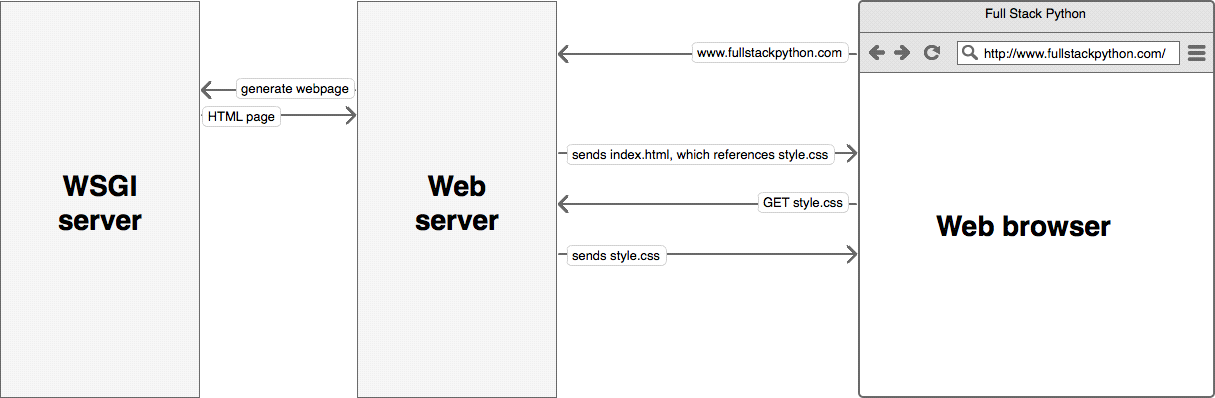 Full Stack Python
http://www.fullstackpython.com/
www.fullstackpython.com
generate webpage
HTML page
sends index.html, which references style.css
WSGI
server
Web
server
GET style.css
Web browser
sends style.css